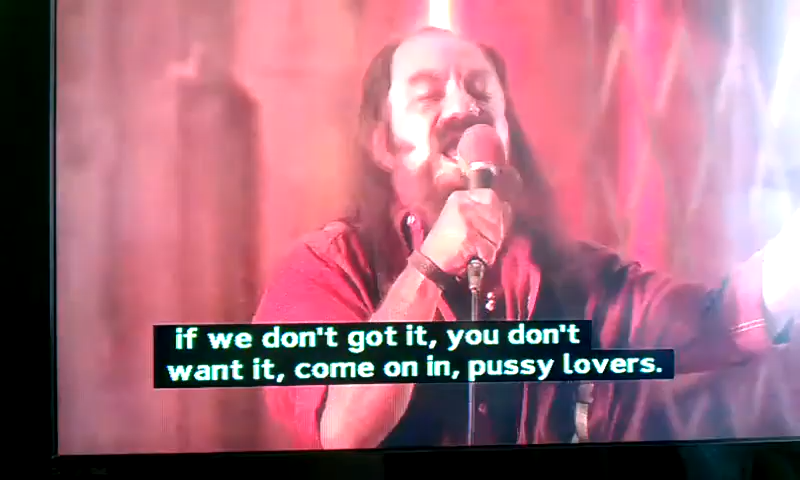 if we don't got it, you don't
want it, come on in, pussy lovers.